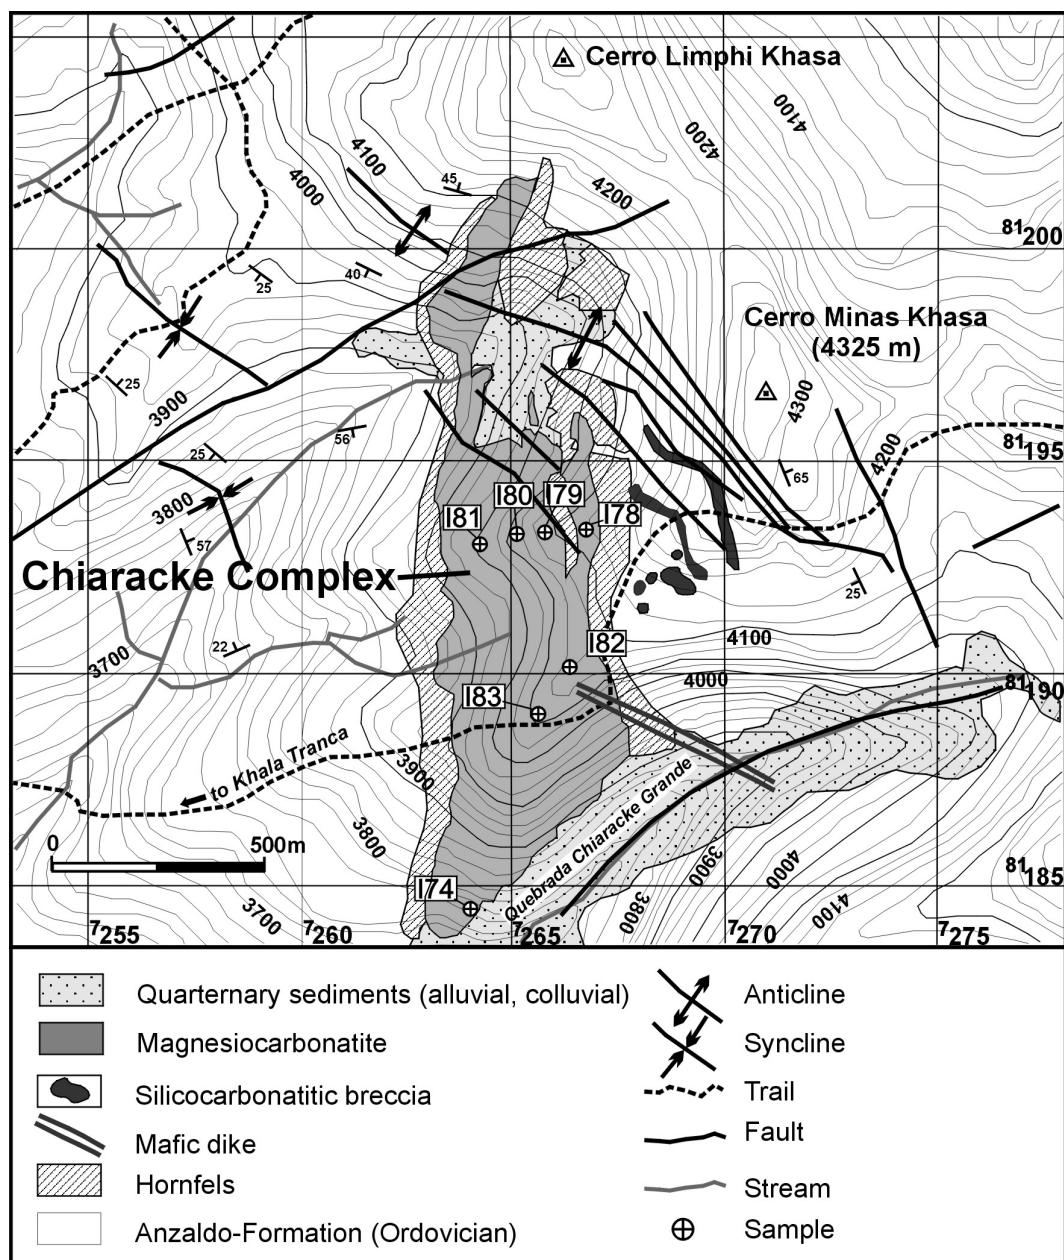 Cerro Limphi Khasa
4100
4200
4100
45
4000
4200
81200
40
25
Cerro Minas Khasa
(4325 m)
25
3900
4300
56
4200
81195
25
65
I80
I79
3800
I81
I78
57
Chiaracke Complex
25
4100
I82
22
3700
4000
81190
I83
to Khala Tranca
3900
Quebrada Chiaracke Grande
0
500m
3800
3900
4000
81185
I74
3700
3800
4100
7255
7260
7265
7270
7275
Quarternary sediments (alluvial, colluvial)
Anticline
Magnesiocarbonatite
Syncline
Silicocarbonatitic breccia
Trail
Mafic dike
Fault
Hornfels
Stream
Anzaldo-Formation (Ordovician)
Sample